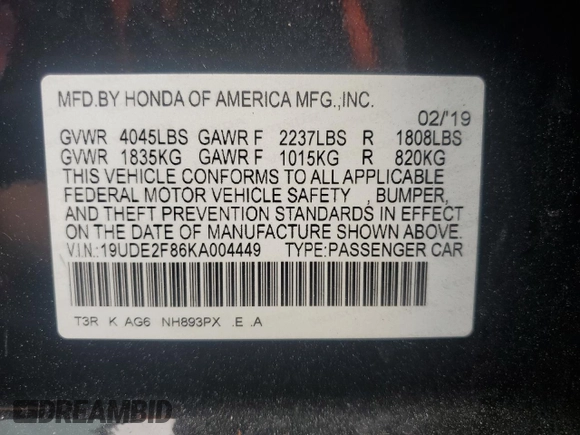 MFD.BY HONDA OF AMERICA MFG.,INC.
02/'19
GVWR 4045LBS GAWR F 2237LBS R 1808LBS
GVWR 1835KG GAWR F 1015KG R 820KG
THIS VEHICLE CONFORMS TO ALL APPLICABLE
FEDERAL MOTOR VEHICLE SAFETY , BUMPER,
AND THEFT PREVENTION STANDARDS IN EFFECT
ON THE DATE OF MANUFACTURE SHOWN ABOVE.
V.I.N.:19UDE2F86KA004449 TYPE:PASSENGER CAR
T3R K AG6 NH893PX .E .A
DREAMBID